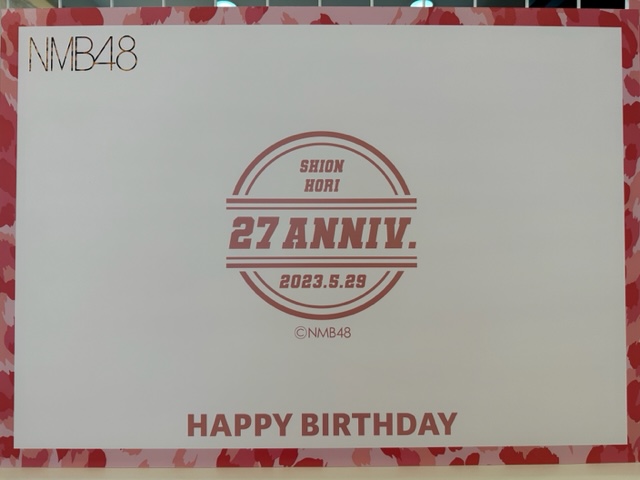 NMB48
SHION
HORI
27 ANNIV.
2023.5.29
©NMB48
HAPPY BIRTHDAY